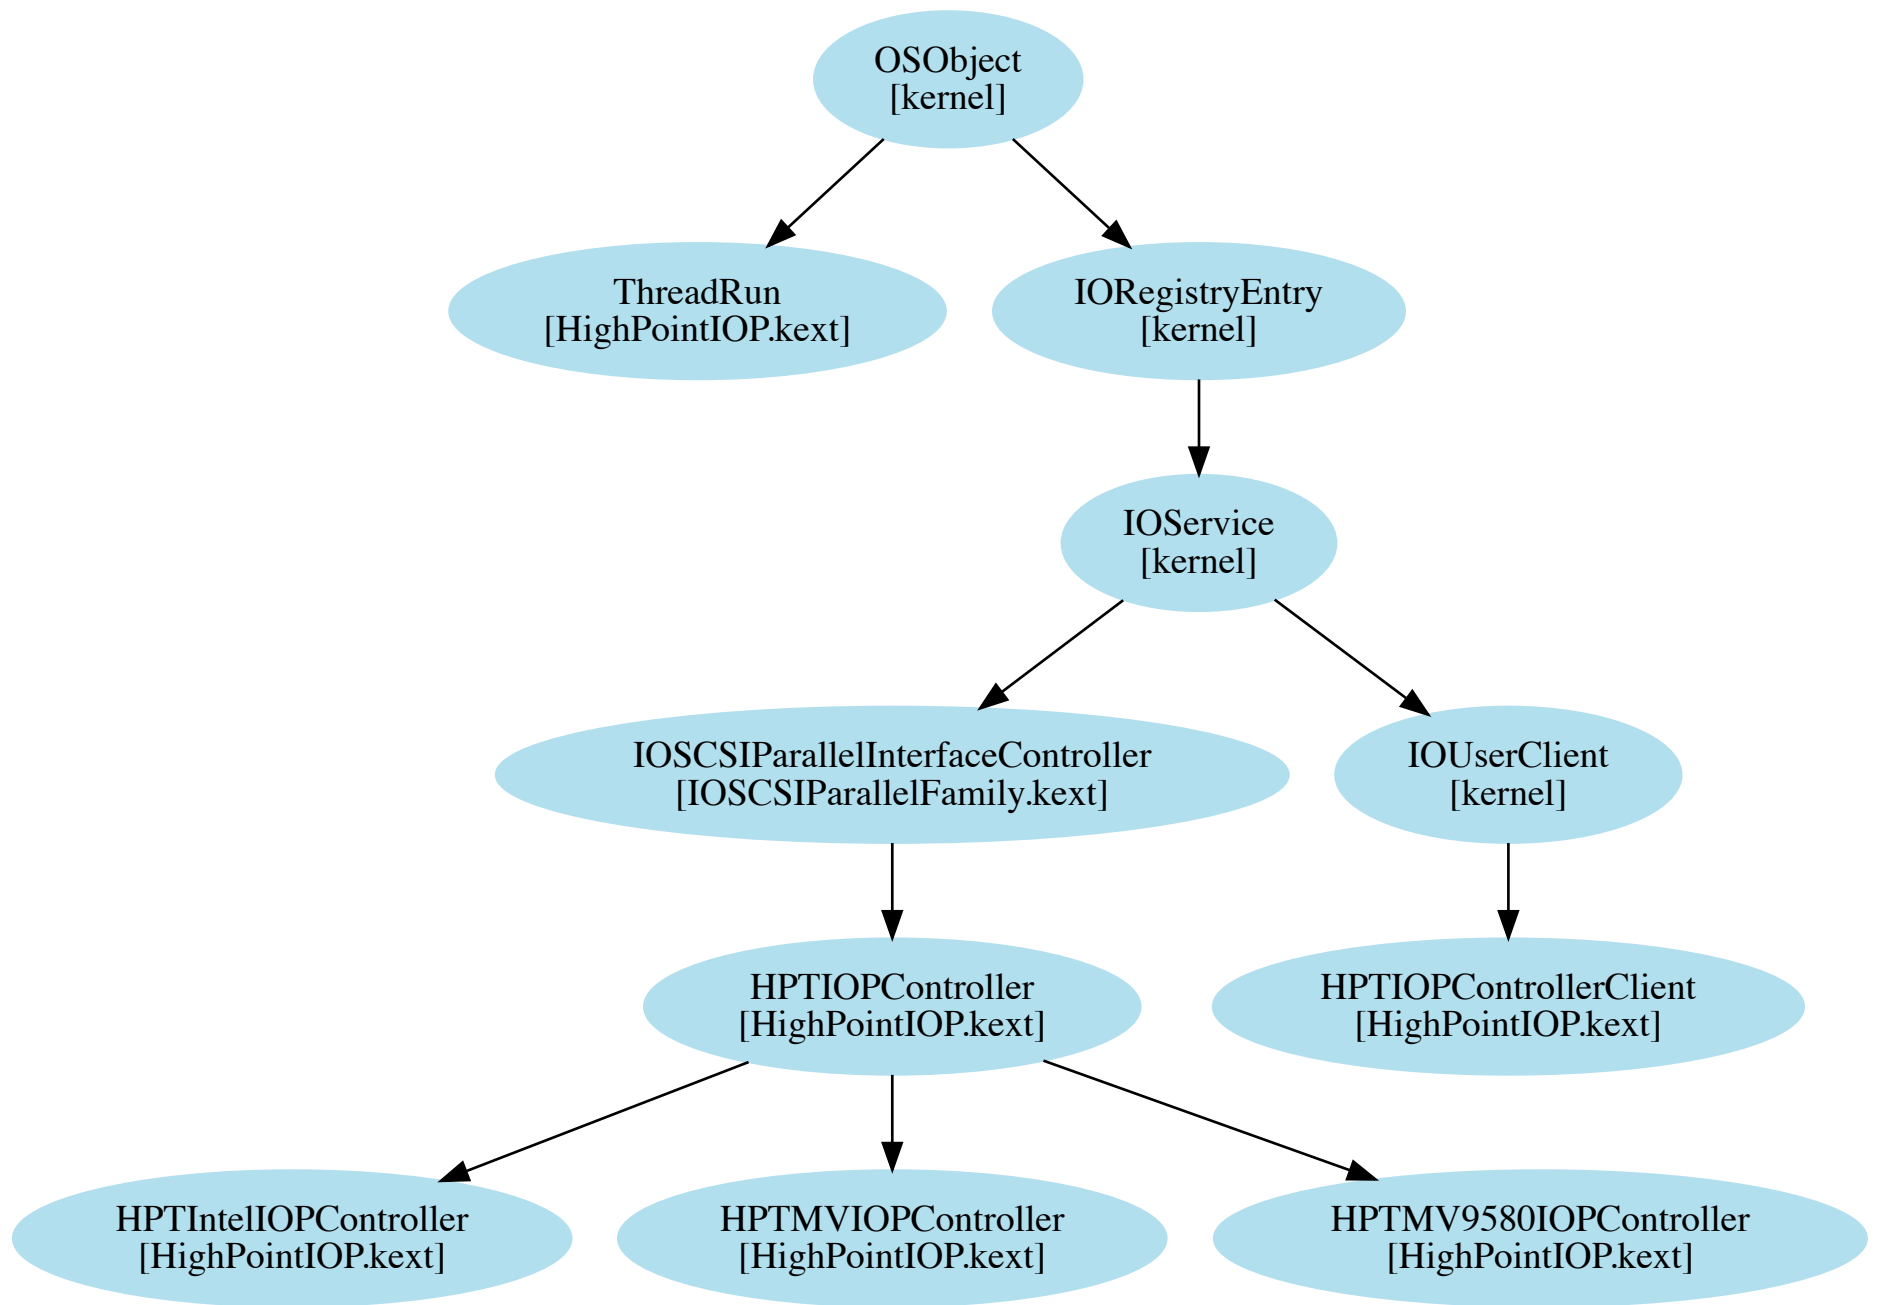 OSObject
[kernel]
ThreadRun
[HighPointIOP.kext]
IORegistryEntry
[kernel]
IOService
[kernel]
IOSCSIParallelInterfaceController
[IOSCSIParallelFamily.kext]
IOUserClient
[kernel]
HPTIOPController
[HighPointIOP.kext]
HPTIOPControllerClient
[HighPointIOP.kext]
HPTIntelIOPController
[HighPointIOP.kext]
HPTMVIOPController
[HighPointIOP.kext]
HPTMV9580IOPController
[HighPointIOP.kext]